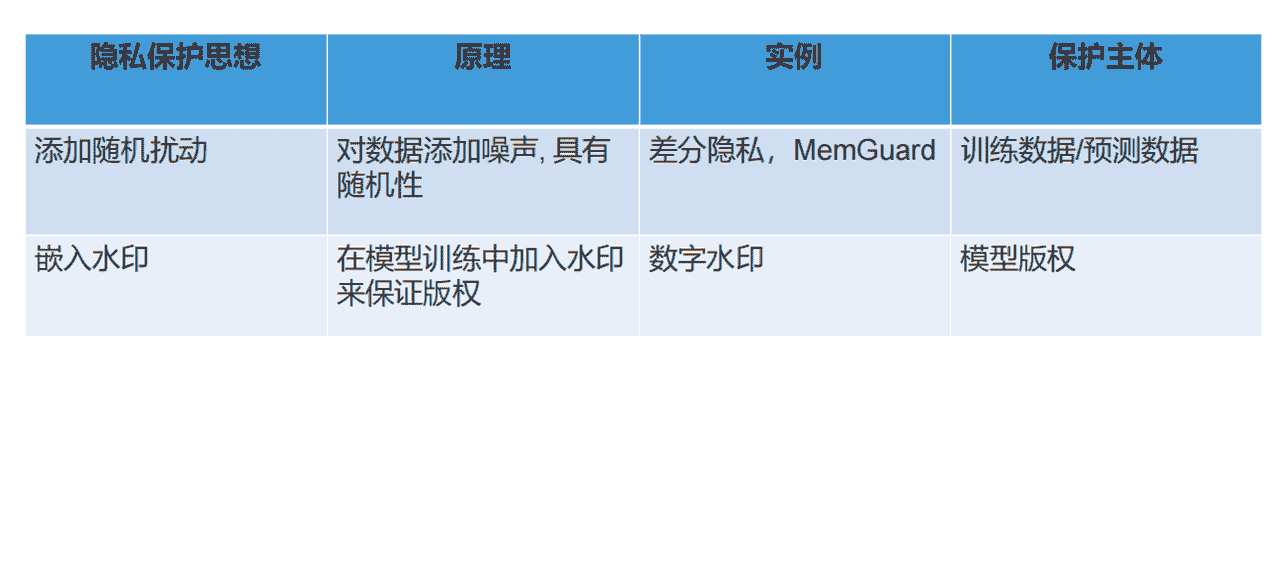 隐私保护思想 原理 实例 保护主体
添加随机扰动 对数据添加噪声, 具有 差分隐私，MemGuard 训练数据/预测数据
随机性
嵌入水印 在模型训练中加入水印 数字水印 模型版权
来保证版权